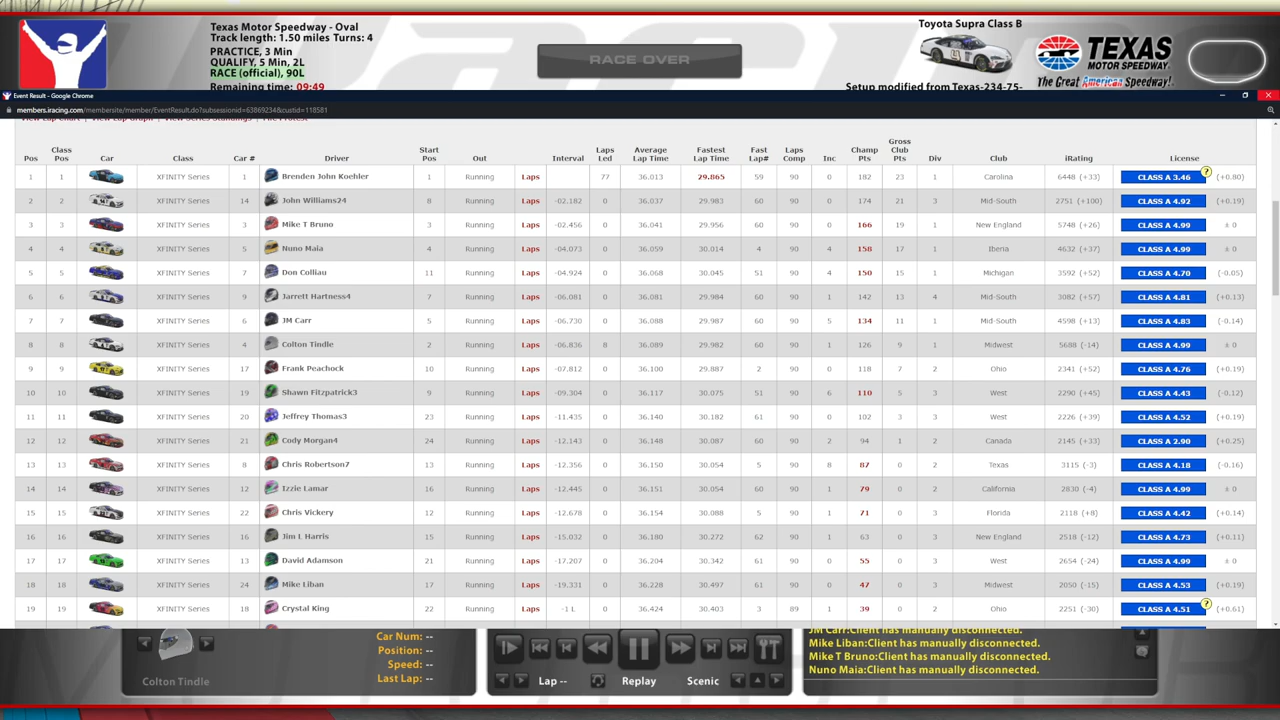 Texas Motor Speedway - Oval
Track length: 1.50 miles Turns: 4
PRACTICE, 3 Min
QUALIFY, 5 Min, 2L
RACE (official), 90L
Remaining time: 09:49
RACE OVER
Toyota Supra Class B
TEXAS
MOTOR SPEEDWAY
The Great American Speedway!
Setup modified from Texas-234-75-
Event Result - Google Chrome
members.iracing.com/membersite/member/EventResult.do?subsessionid=63869234&custid=118581
View Lap Chart View Lap Graph View Series Standings File Protest
Pos Class Pos Car Class Car # Driver Start Pos Out Interval Laps Led Average Lap Time Fastest Lap Time Fast Lap# Laps Comp Inc Champ Pts Gross Club Pts Div Club iRating License
1 1 XFINITY Series 1 Brenden John Koehler 1 Running Laps 77 36.013 29.865 59 90 0 182 23 1 Carolina 6448 (+33) CLASS A 3.46 ? (+0.80)
2 2 XFINITY Series 14 John Williams24 8 Running Laps -02.182 0 36.037 29.983 60 90 0 174 21 3 Mid-South 2751 (+100) CLASS A 4.92 (+0.19)
3 3 XFINITY Series 3 Mike T Bruno 3 Running Laps -02.456 0 36.041 29.956 4 90 0 166 19 1 New England 5748 (+26) CLASS A 4.99 ± 0
4 4 XFINITY Series 5 Nuno Maia 4 Running Laps -04.073 0 36.059 30.014 4 90 4 158 17 1 Iberia 4632 (+37) CLASS A 4.99 ± 0
5 5 XFINITY Series 7 Don Colliau 11 Running Laps -04.924 0 36.068 30.045 51 90 4 150 15 1 Michigan 3592 (+52) CLASS A 4.70 (-0.05)
6 6 XFINITY Series 9 Jarrett Hartness4 7 Running Laps -06.081 0 36.081 29.984 60 90 1 142 13 4 Mid-South 3082 (+57) CLASS A 4.81 (+0.13)
7 7 XFINITY Series 6 JM Carr 5 Running Laps -06.730 0 36.088 29.987 60 90 5 134 11 1 Mid-South 4598 (+13) CLASS A 4.83 (-0.14)
8 8 XFINITY Series 4 Colton Tindle 2 Running Laps -06.836 8 36.089 29.982 60 90 1 126 9 1 Midwest 5688 (-14) CLASS A 4.99 ± 0
9 9 XFINITY Series 17 Frank Peachock 10 Running Laps -07.812 0 36.100 29.887 2 90 0 118 7 2 Ohio 2341 (+52) CLASS A 4.76 (+0.19)
10 10 XFINITY Series 19 Shawn Fitzpatrick3 9 Running Laps -09.304 0 36.117 30.075 60 90 6 110 5 3 West 2290 (+45) CLASS A 4.43 (-0.12)
11 11 XFINITY Series 20 Jeffrey Thomas3 23 Running Laps -11.435 0 36.140 30.182 61 90 0 102 3 3 West 2226 (+39) CLASS A 4.52 (+0.19)
12 12 XFINITY Series 21 Cody Morgan4 24 Running Laps -12.143 0 36.148 30.087 60 90 2 94 1 2 Canada 2145 (+33) CLASS A 2.90 (+0.25)
13 13 XFINITY Series 8 Chris Robertson7 13 Running Laps -12.356 0 36.150 30.054 5 90 8 87 0 2 Texas 3115 (-3) CLASS A 4.18 (-0.16)
14 14 XFINITY Series 12 Izzie Lamar 16 Running Laps -12.445 0 36.151 30.054 60 90 1 79 0 2 California 2830 (-4) CLASS A 4.99 ± 0
15 15 XFINITY Series 22 Chris Vickery 12 Running Laps -12.678 0 36.154 30.088 5 90 1 71 0 3 Florida 2118 (+8) CLASS A 4.42 (+0.14)
16 16 XFINITY Series 16 Jim L Harris 15 Running Laps -15.032 0 36.180 30.272 62 90 1 63 0 3 New England 2518 (-12) CLASS A 4.73 (+0.11)
17 17 XFINITY Series 13 David Adamson 21 Running Laps -17.207 0 36.204 30.342 61 90 0 55 0 3 West 2654 (-24) CLASS A 4.99 ± 0
18 18 XFINITY Series 24 Mike Liban 17 Running Laps -19.331 0 36.228 30.497 61 90 0 47 0 3 Midwest 2050 (-15) CLASS A 4.53 (+0.19)
19 19 XFINITY Series 18 Crystal King 22 Running Laps -1 L 0 36.424 30.403 3 89 1 39 0 2 Ohio 2251 (-30) CLASS A 4.51 ? (+0.61)
Colton Tindle
Car Num: --
Position: --
Speed: --
Last Lap: --
Lap --
Replay
Scenic
JM Carr:Client has manually disconnected.
Mike Liban:Client has manually disconnected.
Mike T Bruno:Client has manually disconnected.
Nuno Maia:Client has manually disconnected.